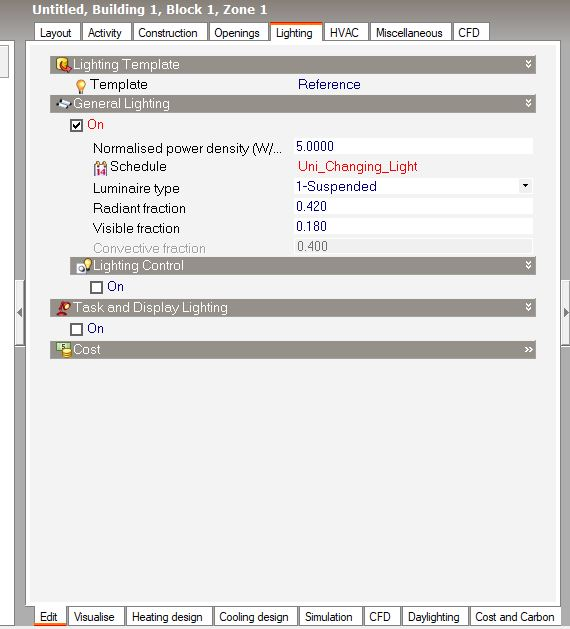 Untitled, Building 1, Block 1, Zone 1
Layout Activity Construction Openings Lighting HVAC Miscellaneous CFD
Lighting Template
Template Reference
General Lighting
On
Normalised power density (W/... 5.0000
14 Schedule Uni_Changing_Light
Luminaire type 1-Suspended
Radiant fraction 0.420
Visible fraction 0.180
Convective fraction 0.400
Lighting Control
On
Task and Display Lighting
On
Cost
Edit Visualise Heating design Cooling design Simulation CFD Daylighting Cost and Carbon